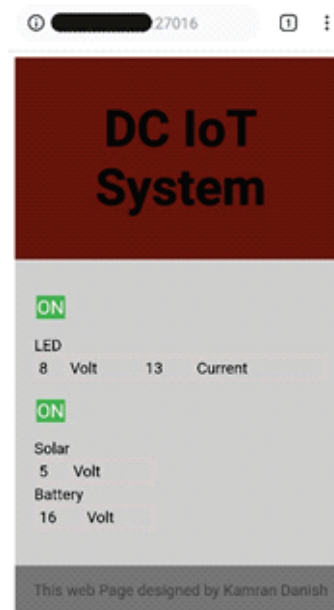 :27016
1
DC IoT
System
ON
LED
8 Volt 13 Current
ON
Solar
5 Volt
Battery
16 Volt
This web Page designed by Kamran Danish